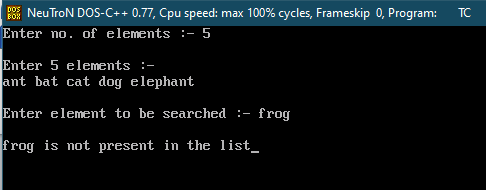 DOS BOX NeuTroN DOS-C++ 0.77, Cpu speed: max 100% cycles, Frameskip 0, Program: TC
Enter no. of elements :- 5
Enter 5 elements :-
ant bat cat dog elephant
Enter element to be searched :- frog
frog is not present in the list_